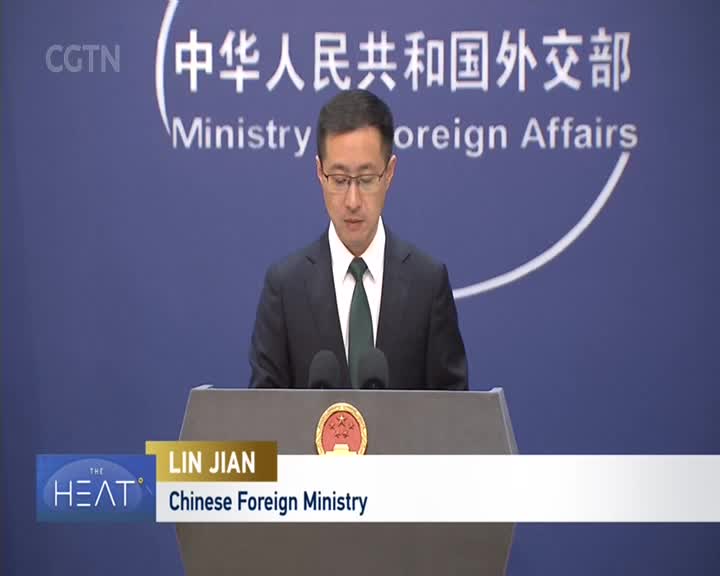 CGTN
中华人民共和国外交部
Ministry Foreign Affairs
LIN JIAN
THE
HEAT
Chinese Foreign Ministry